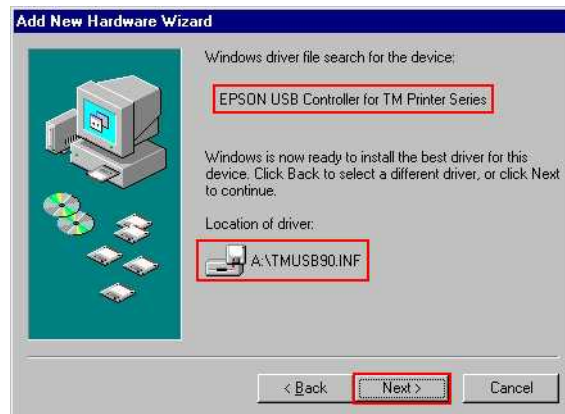 Add New Hardware Wizard
Windows driver file search for the device:
EPSON USB Controller for TM Printer Series
Windows is now ready to install the best driver for this
device. Click Back to select a different driver, or click Next
to continue.
Location of driver:
A:\TMUSB90.INF
< Back
Next >
Cancel